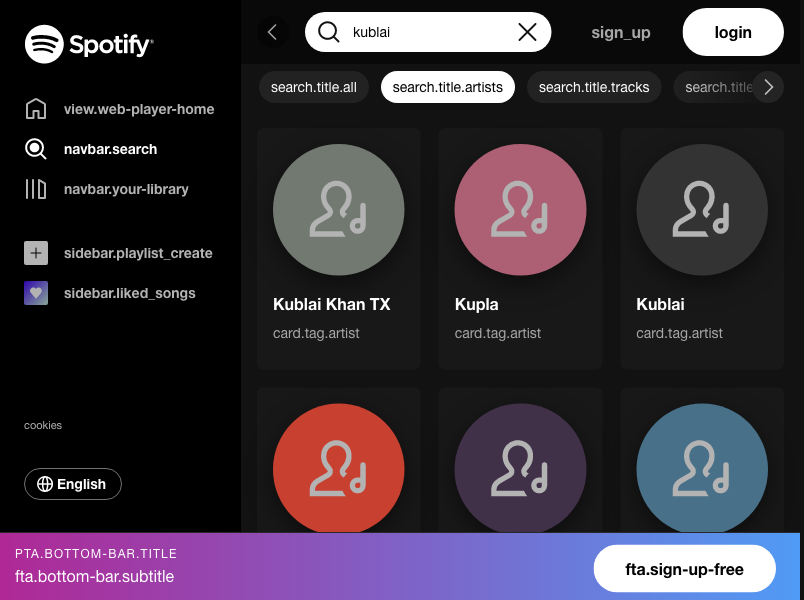 Spotify
kublai
sign_up
login
view.web-player-home
navbar.search
navbar.your-library
sidebar.playlist_create
sidebar.liked_songs
cookies
English
search.title.all
search.title.artists
search.title.tracks
search.title
Kublai Khan TX
card.tag.artist
Kupla
card.tag.artist
Kublai
card.tag.artist
PTA.BOTTOM-BAR.TITLE
fta.bottom-bar.subtitle
fta.sign-up-free